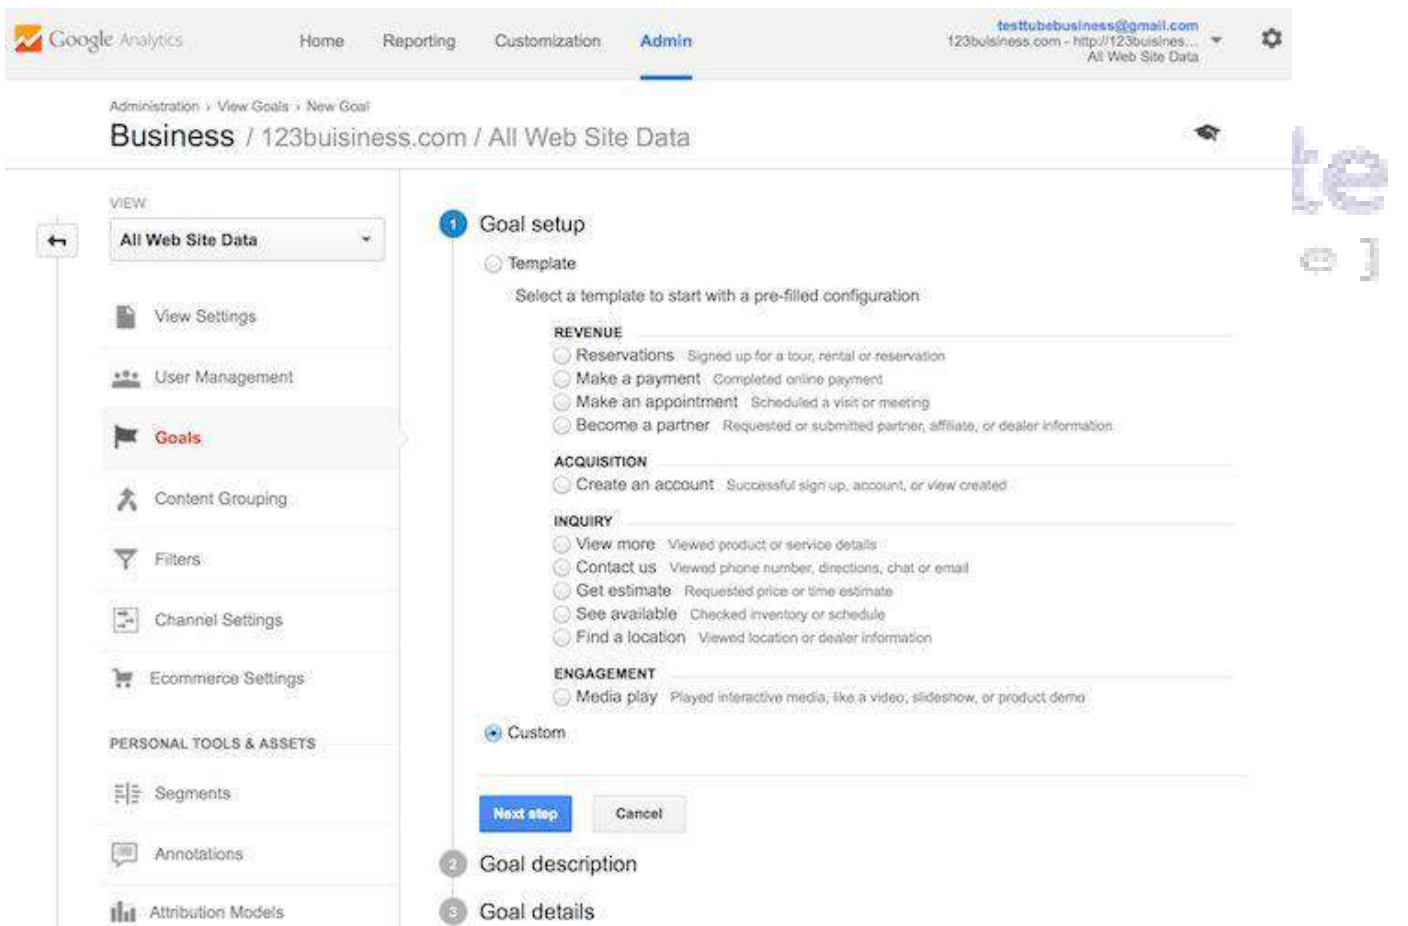 Google Analytics
Home Reporting Customization Admin
testtubebusiness@gmail.com
123buisiness.com - http://123buisines...
All Web Site Data
Administration › View Goals › New Goal
Business / 123buisiness.com / All Web Site Data
te
e ]
VIEW
All Web Site Data
View Settings
User Management
Goals
Content Grouping
Filters
Channel Settings
Ecommerce Settings
PERSONAL TOOLS & ASSETS
Segments
Annotations
Attribution Models
1 Goal setup
Template
Select a template to start with a pre-filled configuration
REVENUE
Reservations Signed up for a tour, rental or reservation
Make a payment Completed online payment
Make an appointment Scheduled a visit or meeting
Become a partner Requested or submitted partner, affiliate, or dealer information
ACQUISITION
Create an account Successful sign up, account, or view created
INQUIRY
View more Viewed product or service details
Contact us Viewed phone number, directions, chat or email
Get estimate Requested price or time estimate
See available Checked inventory or schedule
Find a location Viewed location or dealer information
ENGAGEMENT
Media play Played interactive media, like a video, slideshow, or product demo
Custom
Next step Cancel
2 Goal description
3 Goal details